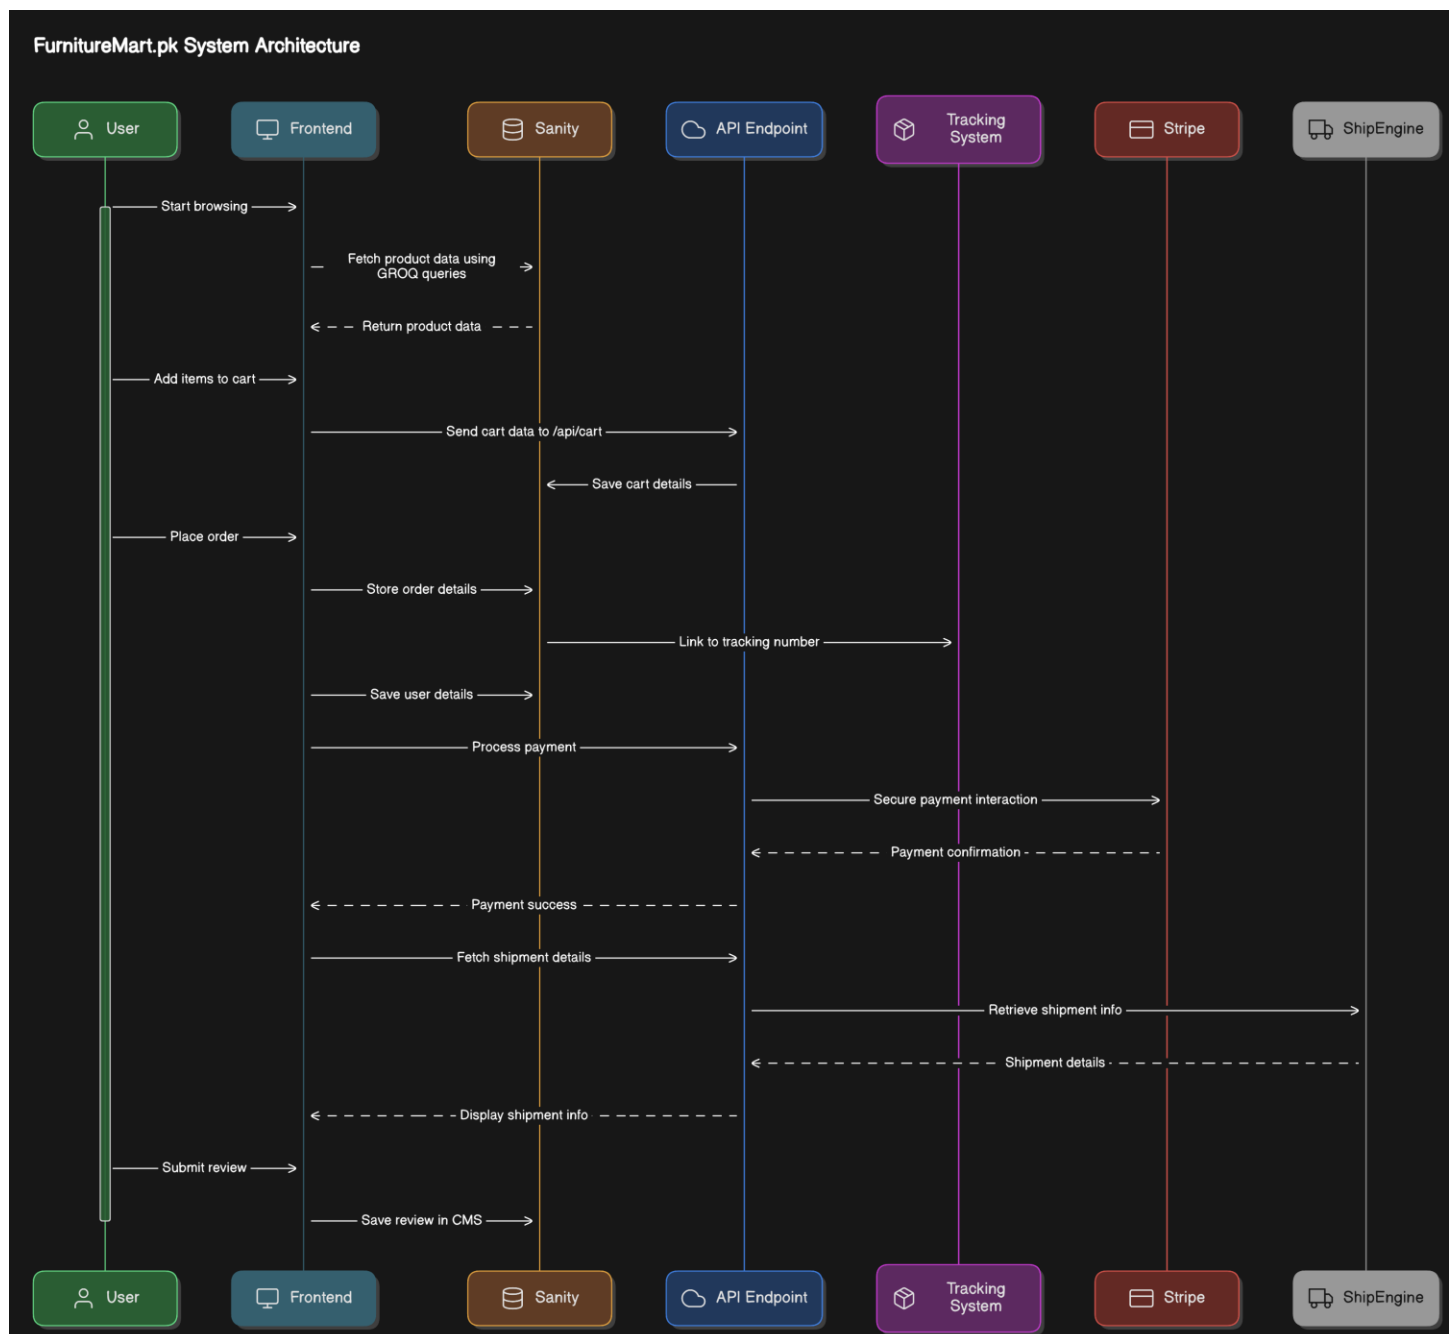 FurnitureMart.pk System Architecture
User
Frontend
Sanity
API Endpoint
Tracking
System
Stripe
ShipEngine
Start browsing
Fetch product data using
GROQ queries
Return product data
Add items to cart
Send cart data to /api/cart
Save cart details
Place order
Store order details
Link to tracking number
Save user details
Process payment
Secure payment interaction
Payment confirmation
Payment success
Fetch shipment details
Retrieve shipment info
Shipment details
Display shipment info
Submit review
Save review in CMS
User
Frontend
Sanity
API Endpoint
Tracking
System
Stripe
ShipEngine